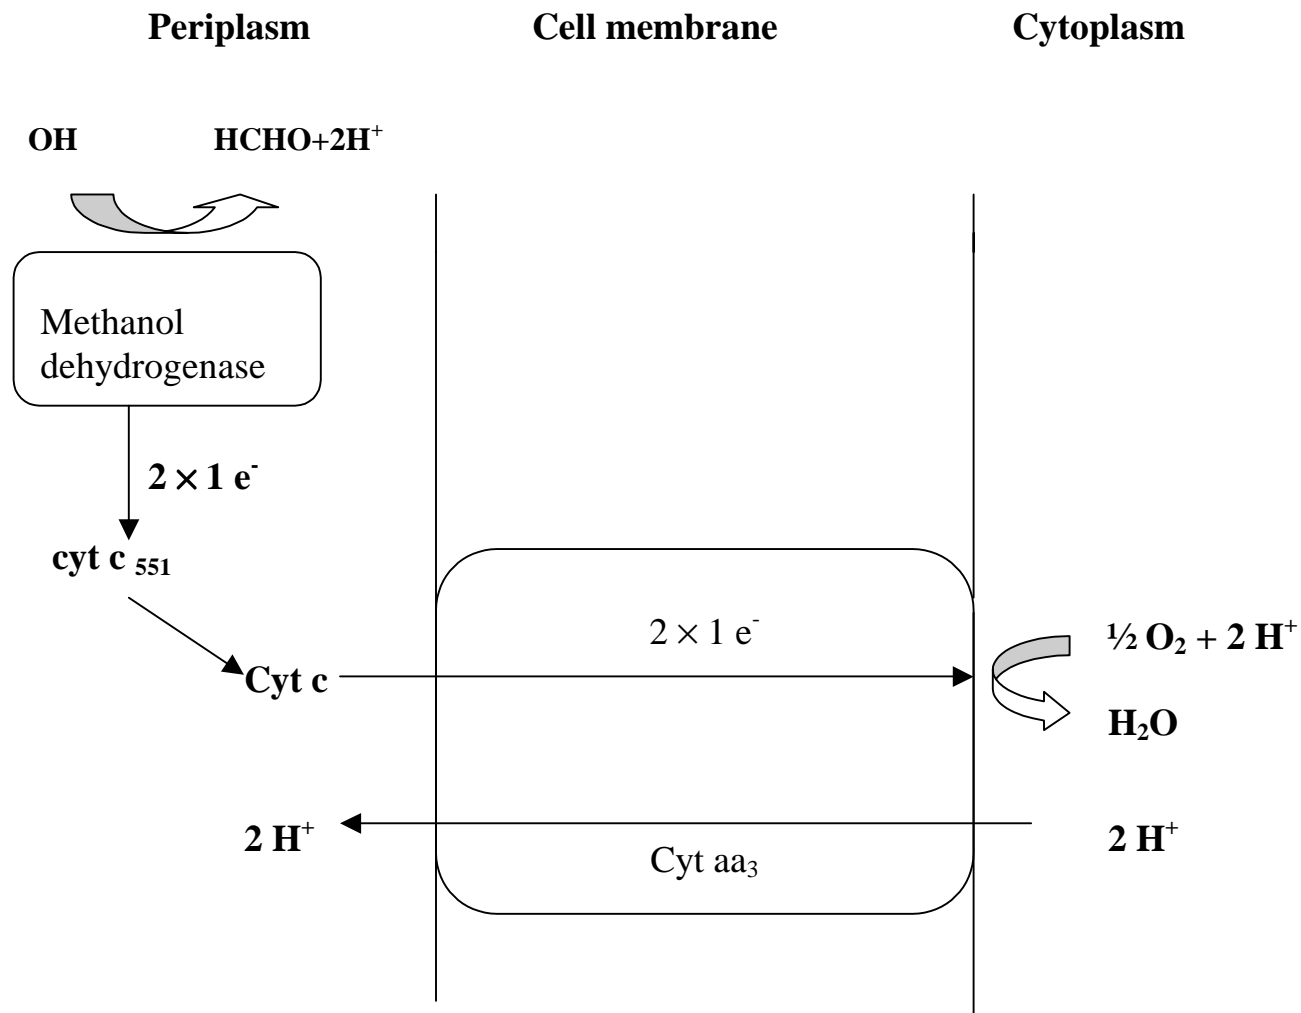 Periplasm Cell membrane Cytoplasm
OH HCHO+2H⁺
Methanol
dehydrogenase
2 × 1 e⁻
cyt c ₅₅₁
2 × 1 e⁻
½ O₂ + 2 H⁺
Cyt c
H₂O
2 H⁺ 2 H⁺
Cyt aa₃